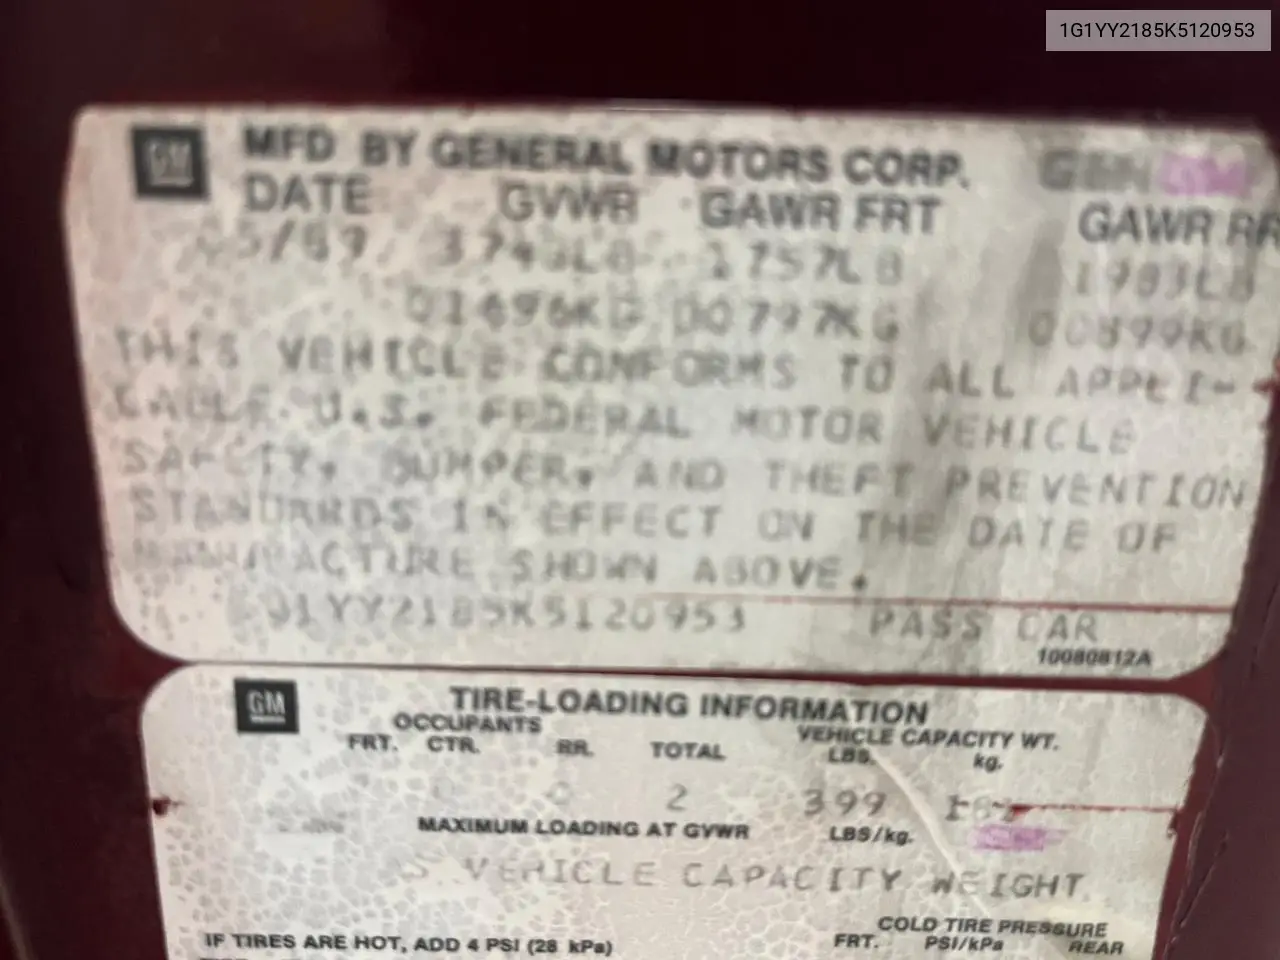 1G1YY2185K5120953
GM MFD BY GENERAL MOTORS CORP.
DATE GVWR GAWR FRT GAWR RR
5/89 3743LB 1757LB 1983LB
01696KG 00797KG 00899KG
THIS VEHICLE CONFORMS TO ALL APPLI-
CABLE U.S. FEDERAL MOTOR VEHICLE
SAFETY, BUMPER, AND THEFT PREVENTION
STANDARDS IN EFFECT ON THE DATE OF
MANUFACTURE SHOWN ABOVE.
G1YY2185K5120953 PASS CAR
10080812A
GM TIRE-LOADING INFORMATION
OCCUPANTS VEHICLE CAPACITY WT.
FRT. CTR. RR. TOTAL LBS. kg.
2 399 181
MAXIMUM LOADING AT GVWR LBS/kg.
VEHICLE CAPACITY WEIGHT
COLD TIRE PRESSURE
IF TIRES ARE HOT, ADD 4 PSI (28 kPa) FRT. PSI/kPa REAR